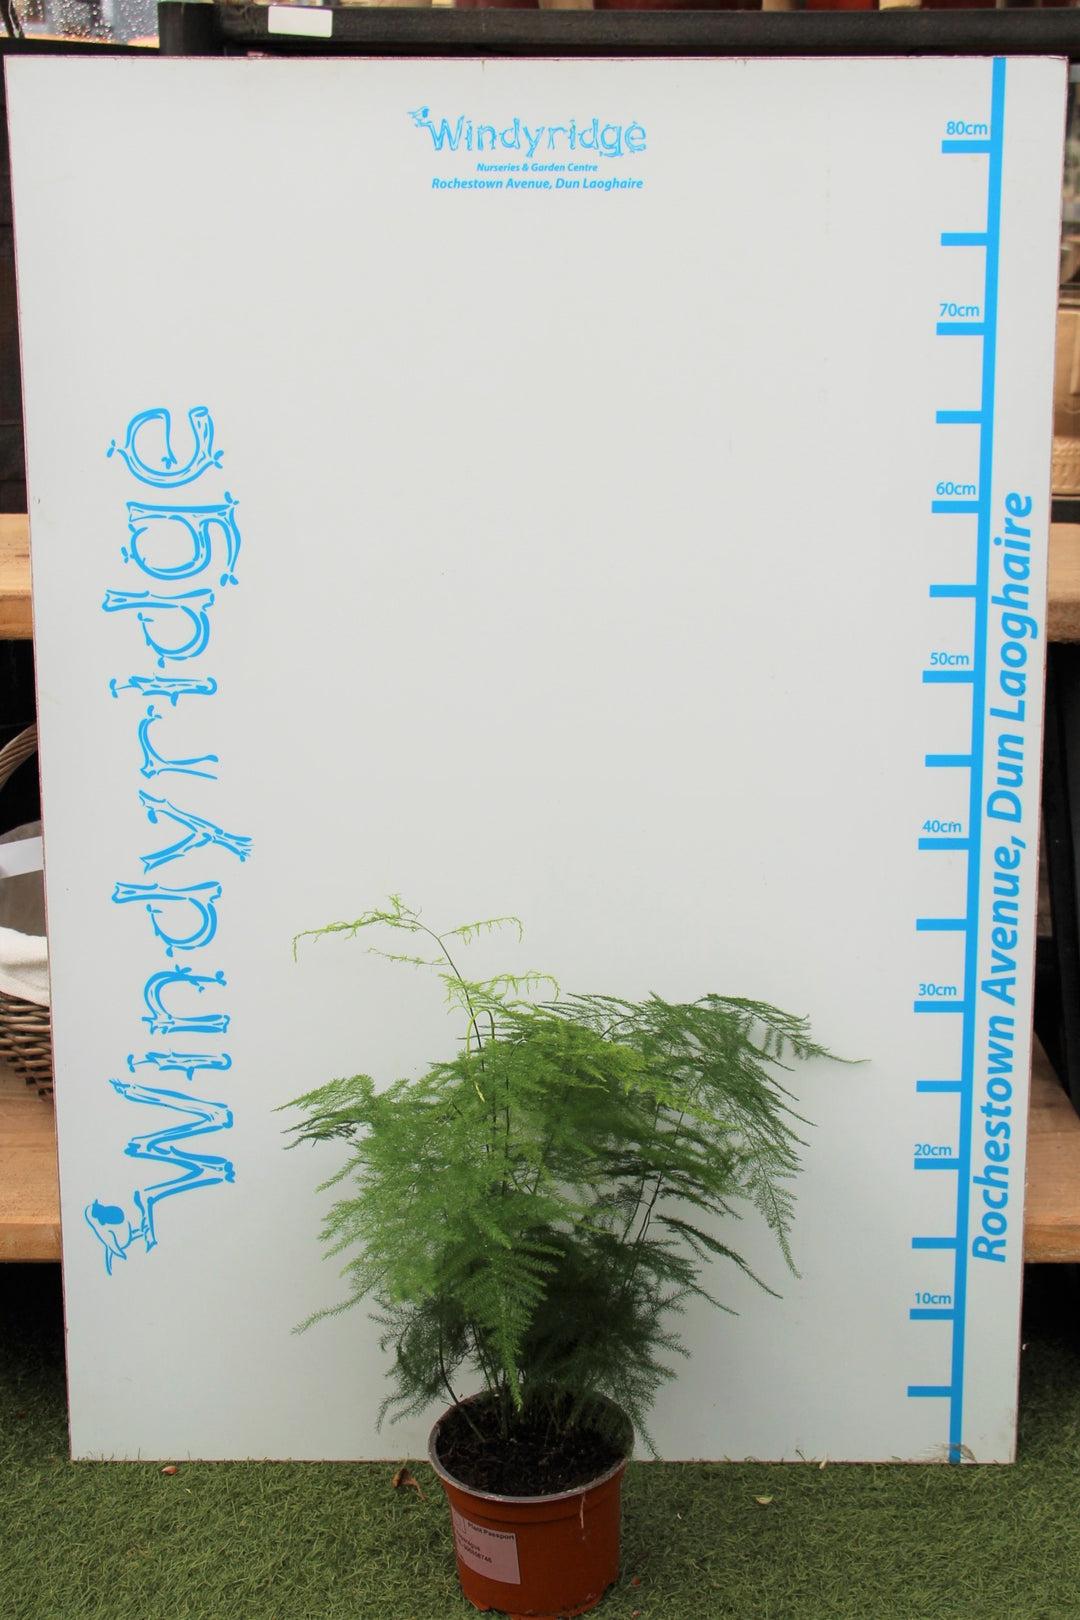 Windyridge
Nurseries & Garden Centre
Rochestown Avenue, Dun Laoghaire
80cm
70cm
60cm
50cm
40cm
30cm
20cm
10cm
Windyridge
Rochestown Avenue, Dun Laoghaire
Plant Passport